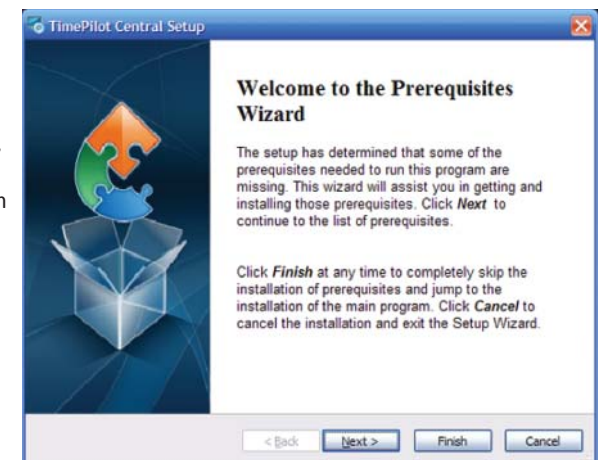 TimePilot Central Setup
Welcome to the Prerequisites
Wizard
The setup has determined that some of the
prerequisites needed to run this program are
missing. This wizard will assist you in getting and
installing those prerequisites. Click Next to
continue to the list of prerequisites.
Click Finish at any time to completely skip the
installation of prerequisites and jump to the
installation of the main program. Click Cancel to
cancel the installation and exit the Setup Wizard.
< Back
Next >
Finish
Cancel